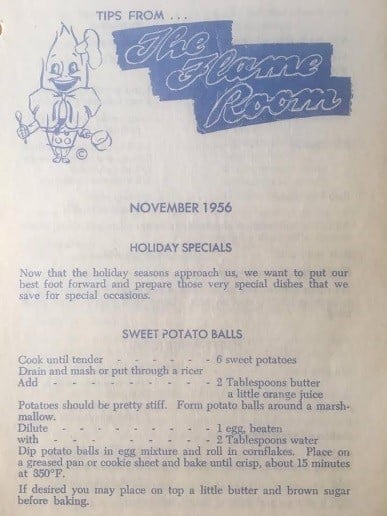 TIPS FROM ...
The
Flame
Room
©
NOVEMBER 1956
HOLIDAY SPECIALS
Now that the holiday seasons approach us, we want to put our
best foot forward and prepare those very special dishes that we
save for special occasions.
SWEET POTATO BALLS
Cook until tender - - - - - - 6 sweet potatoes
Drain and mash or put through a ricer
Add - - - - - - - - - 2 Tablespoons butter
a little orange juice
Potatoes should be pretty stiff. Form potato balls around a marsh-
mallow.
Dilute - - - - - - - - 1 egg, beaten
with - - - - - - - - - 2 Tablespoons water
Dip potato balls in egg mixture and roll in cornflakes. Place on
a greased pan or cookie sheet and bake until crisp, about 15 minutes
at 350°F.
If desired you may place on top a little butter and brown sugar
before baking.